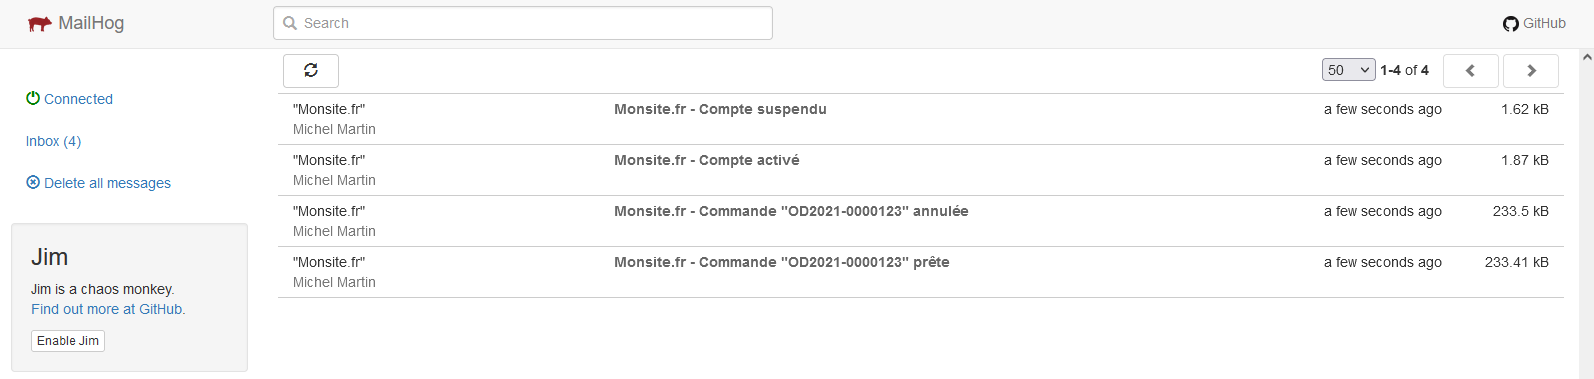 MailHog
Search
GitHub
50
1-4 of 4
Connected
Inbox (4)
Delete all messages
Jim
Jim is a chaos monkey.
Find out more at GitHub.
Enable Jim
"Monsite.fr" Monsite.fr - Compte suspendu a few seconds ago 1.62 kB
Michel Martin
"Monsite.fr" Monsite.fr - Compte activé a few seconds ago 1.87 kB
Michel Martin
"Monsite.fr" Monsite.fr - Commande "OD2021-0000123" annulée a few seconds ago 233.5 kB
Michel Martin
"Monsite.fr" Monsite.fr - Commande "OD2021-0000123" prête a few seconds ago 233.41 kB
Michel Martin